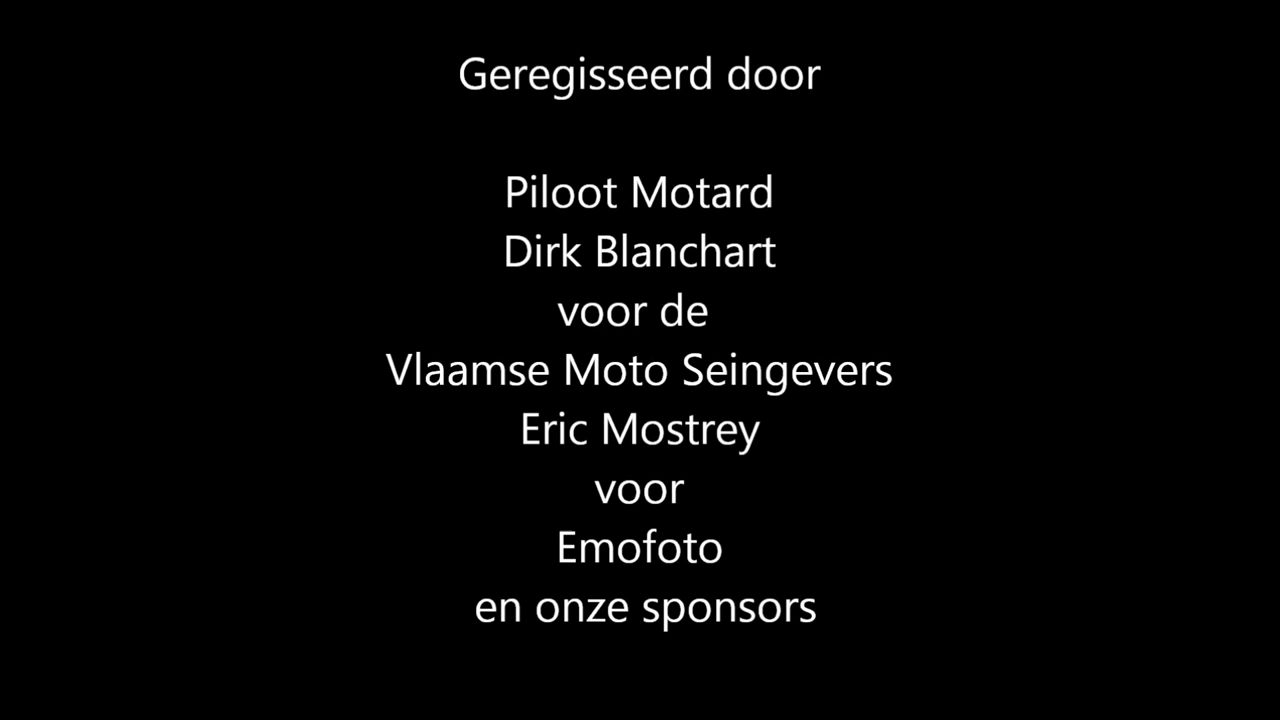 Geregisseerd door
Piloot Motard
Dirk Blanchart
voor de
Vlaamse Moto Seingevers
Eric Mostrey
voor
Emofoto
en onze sponsors